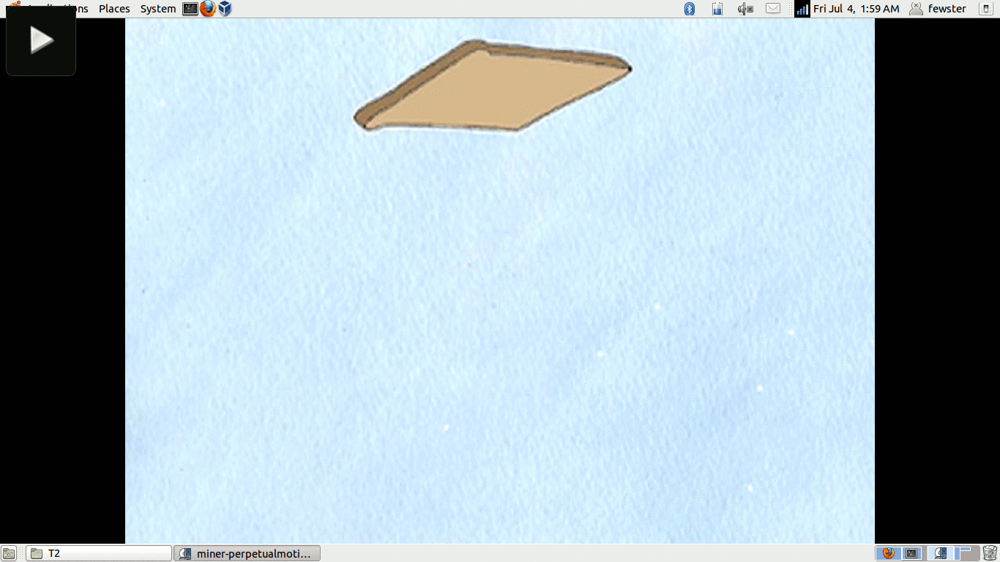 Places System Fri Jul 4, 1:59 AM fewster
T2 miner-perpetualmoti...